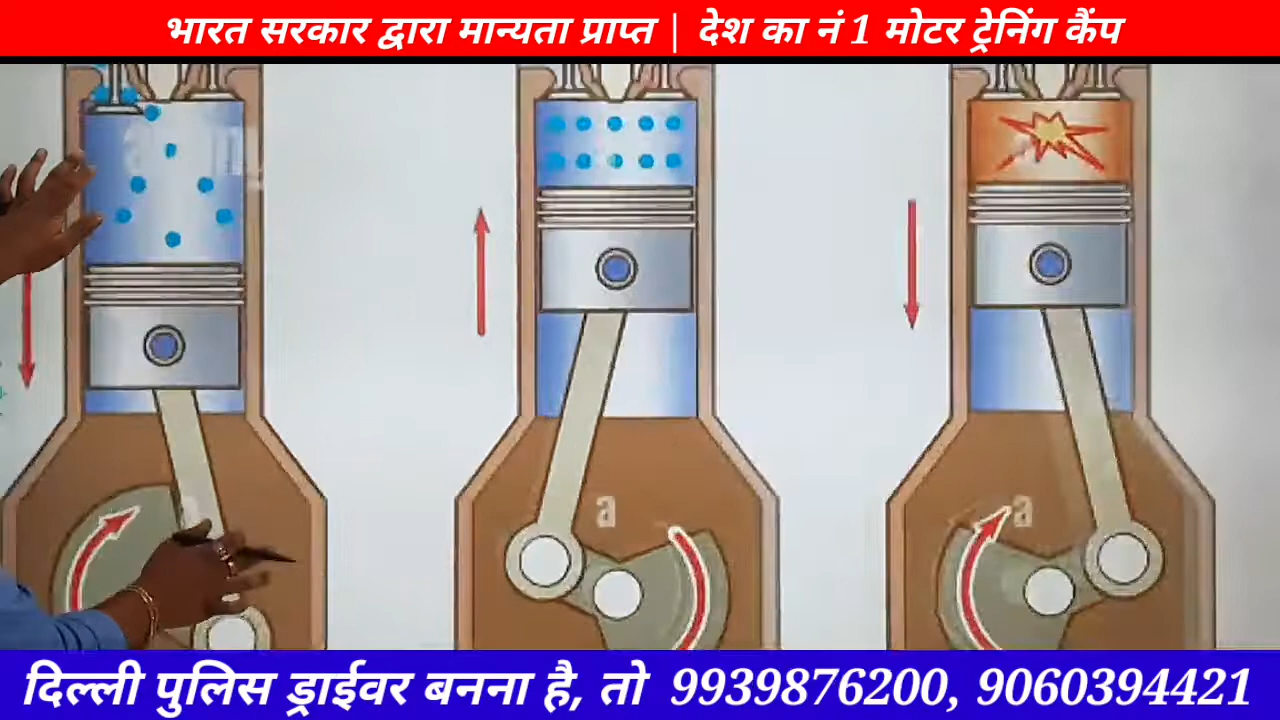 भारत सरकार द्वारा मान्यता प्राप्त | देश का नं 1 मोटर ट्रेनिंग कैंप
a
a
दिल्ली पुलिस ड्राईवर बनना है, तो 9939876200, 9060394421